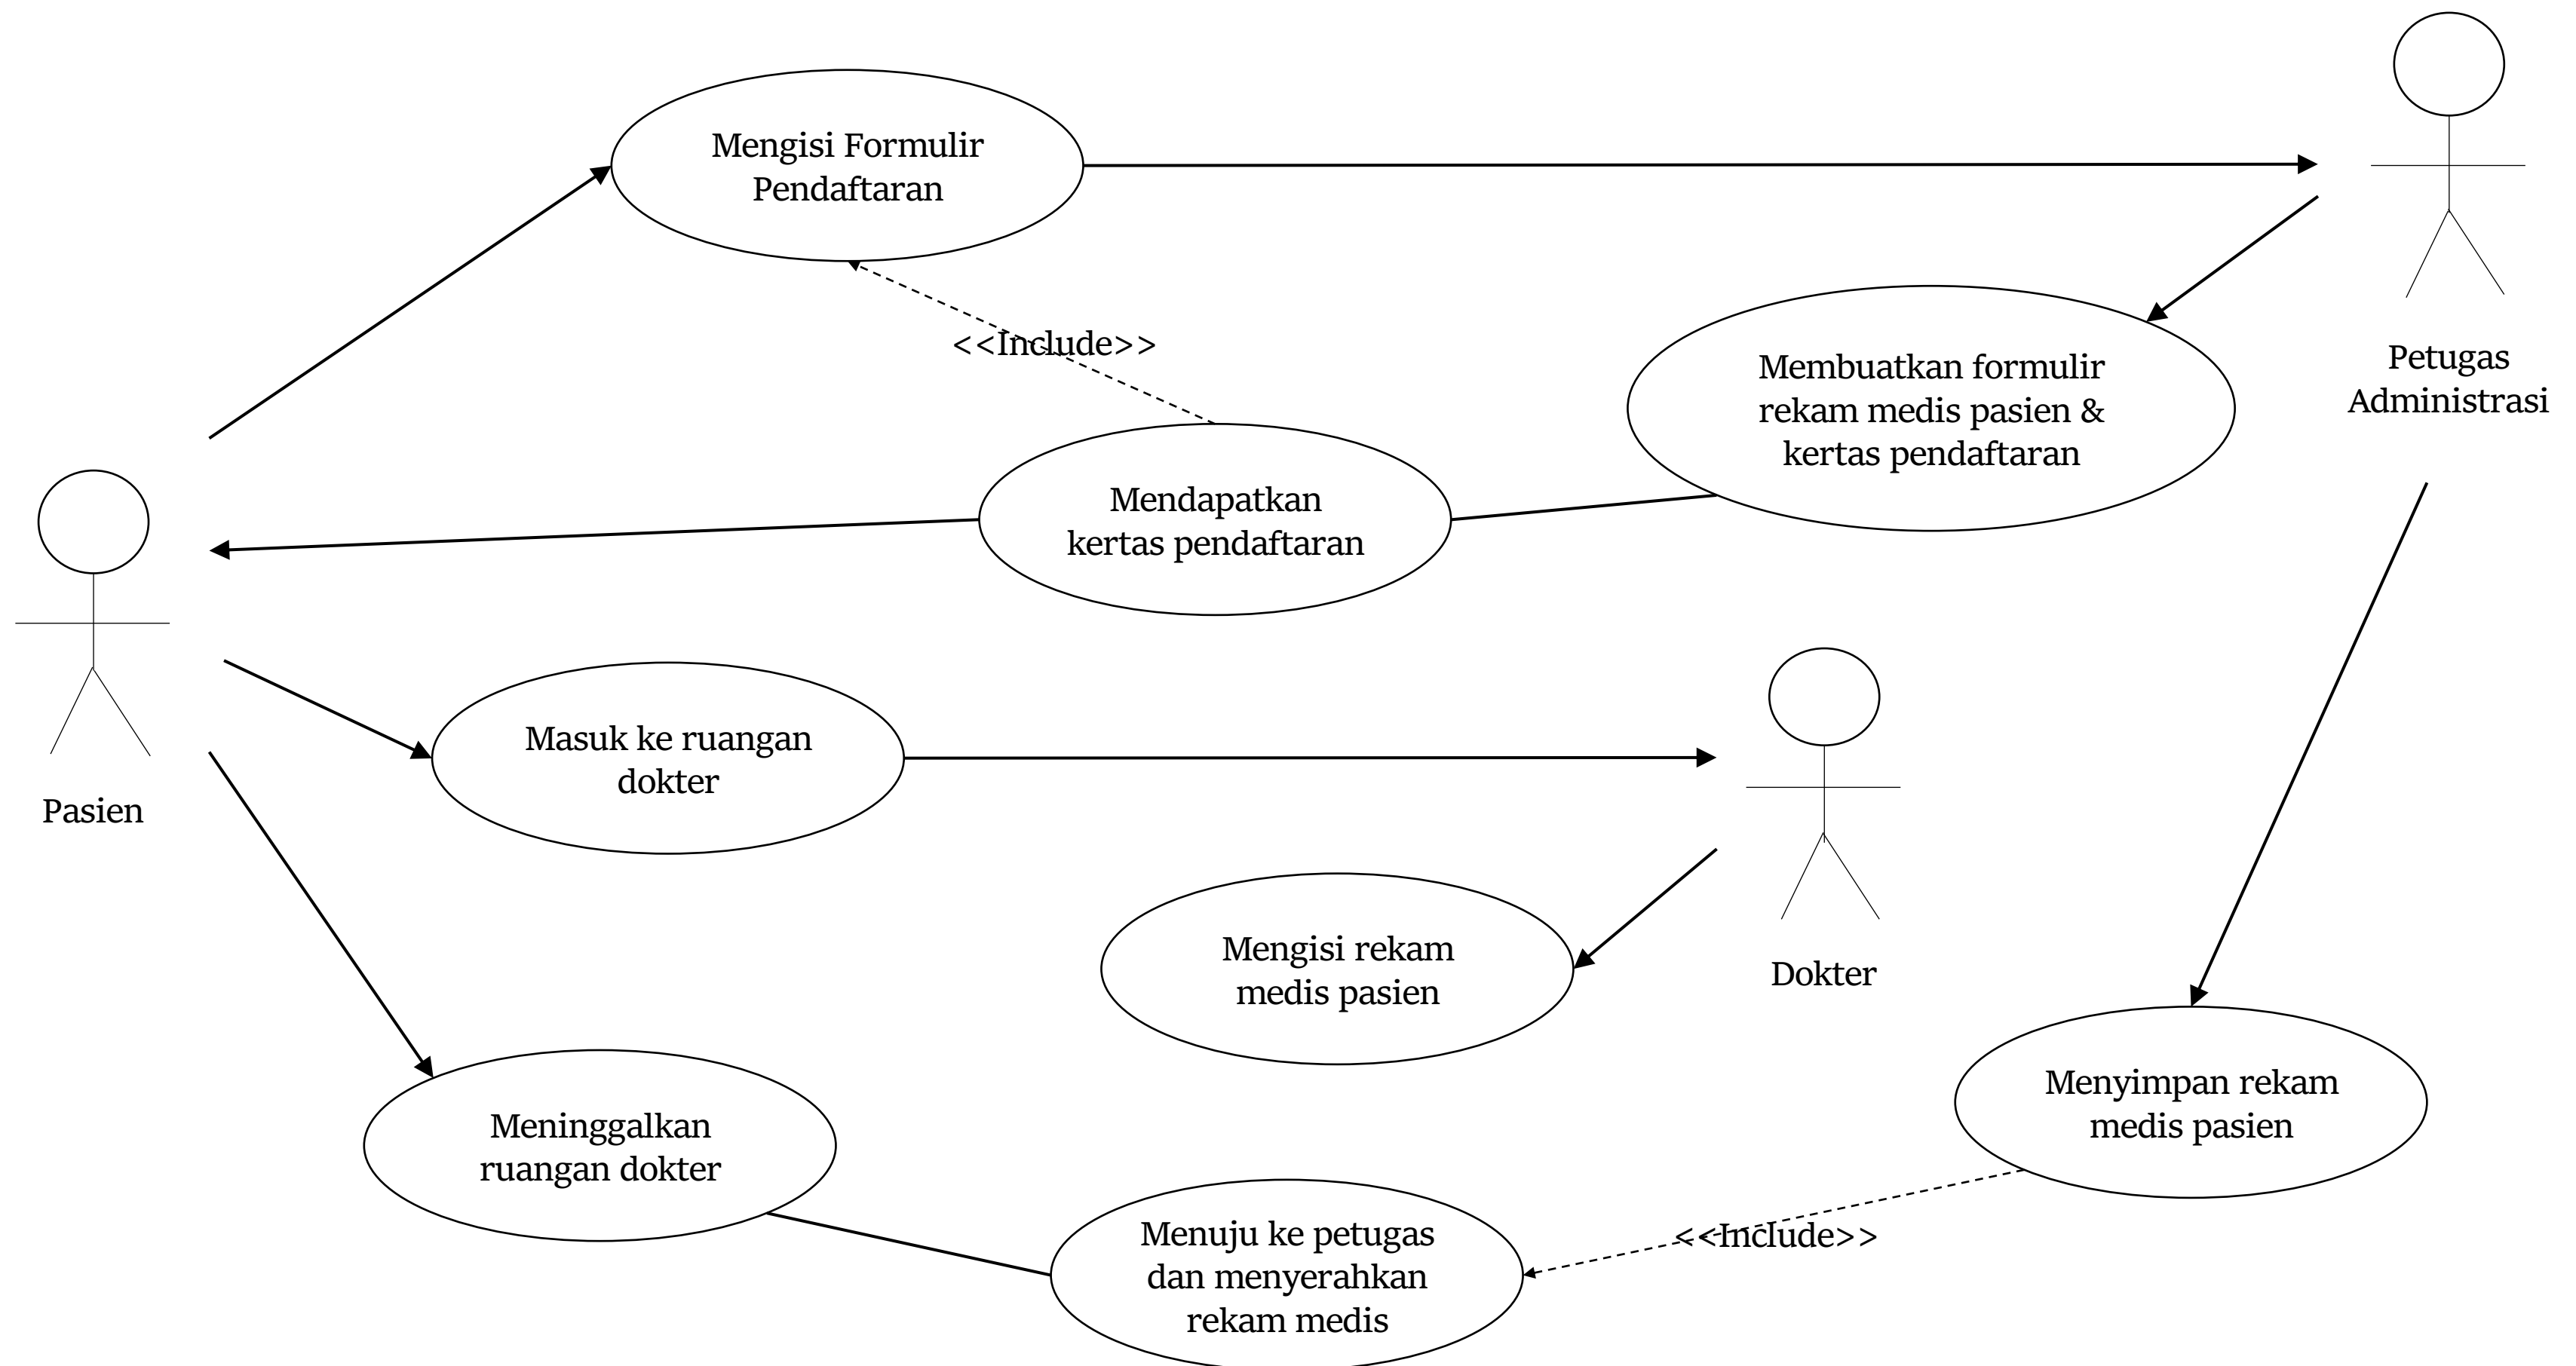 Mengisi Formulir
Pendaftaran
<<Include>>
Membuatkan formulir
rekam medis pasien &
kertas pendaftaran
Petugas
Administrasi
Mendapatkan
kertas pendaftaran
Masuk ke ruangan
dokter
Pasien
Mengisi rekam
medis pasien
Dokter
Menyimpan rekam
medis pasien
Meninggalkan
ruangan dokter
Menuju ke petugas
dan menyerahkan
rekam medis
<<Include>>